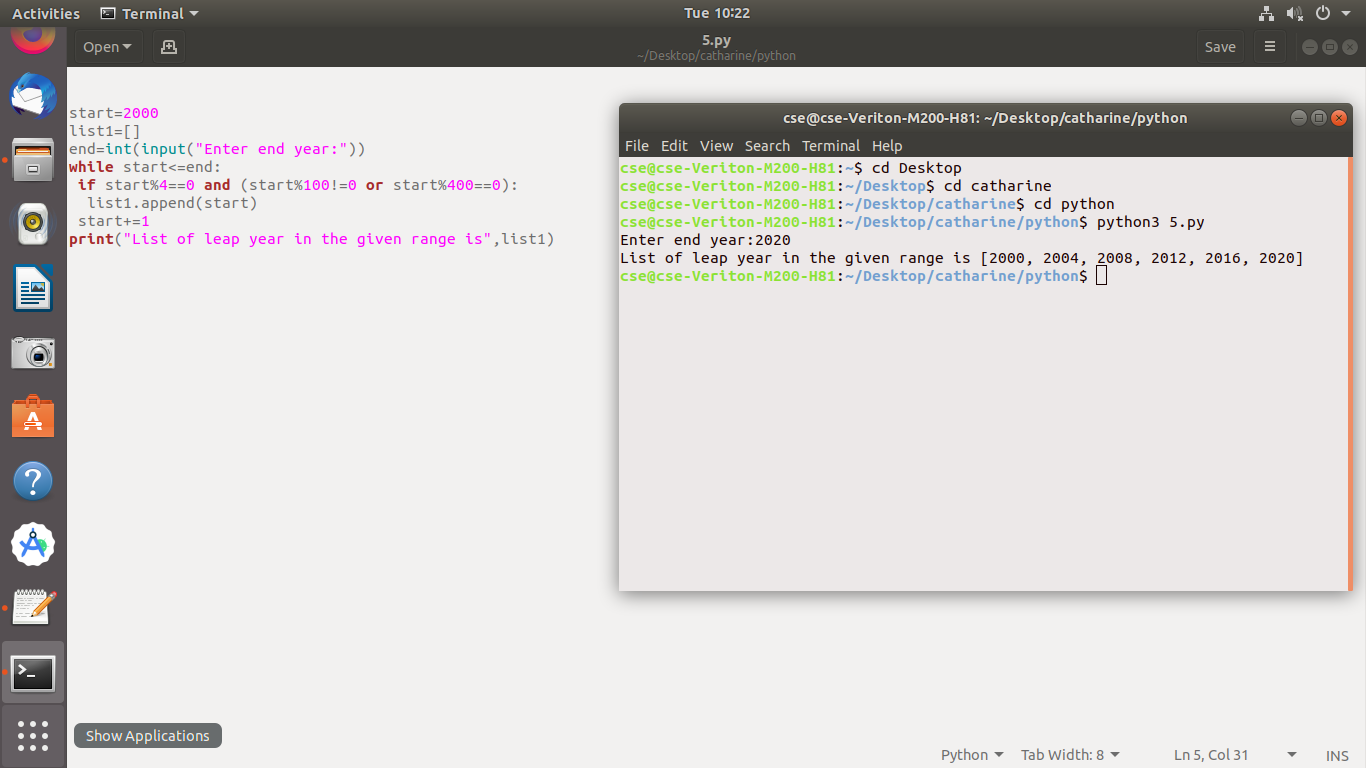 Activities Terminal Tue 10:22
Open 5.py Save
~/Desktop/catharine/python
start=2000
list1=[]
end=int(input("Enter end year:"))
while start<=end:
 if start%4==0 and (start%100!=0 or start%400==0):
  list1.append(start)
 start+=1
print("List of leap year in the given range is",list1)
cse@cse-Veriton-M200-H81: ~/Desktop/catharine/python
File Edit View Search Terminal Help
cse@cse-Veriton-M200-H81:~$ cd Desktop
cse@cse-Veriton-M200-H81:~/Desktop$ cd catharine
cse@cse-Veriton-M200-H81:~/Desktop/catharine$ cd python
cse@cse-Veriton-M200-H81:~/Desktop/catharine/python$ python3 5.py
Enter end year:2020
List of leap year in the given range is [2000, 2004, 2008, 2012, 2016, 2020]
cse@cse-Veriton-M200-H81:~/Desktop/catharine/python$
Show Applications
Python Tab Width: 8 Ln 5, Col 31 INS